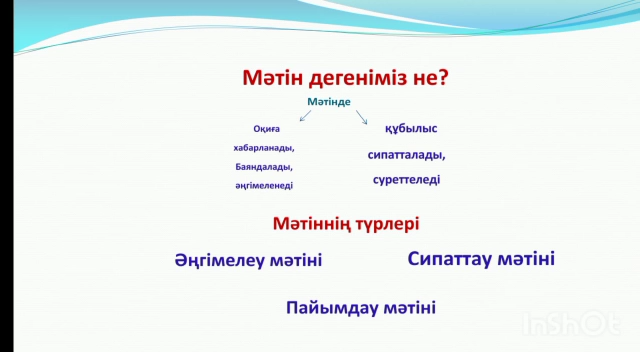 Мәтін дегеніміз не?
Мәтінде
Оқиға
хабарланады,
Баяндалады,
әңгімеленеді
құбылыс
сипатталады,
суреттеледі
Мәтіннің түрлері
Әңгімелеу мәтіні
Сипаттау мәтіні
Пайымдау мәтіні
InShOt